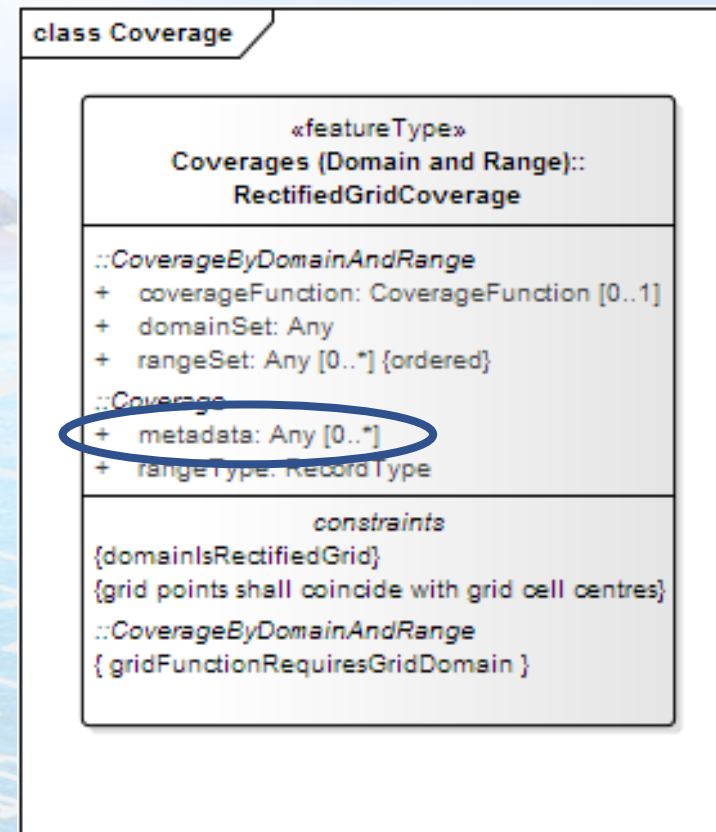 class Coverage
«featureType»
Coverages (Domain and Range)::
RectifiedGridCoverage
::CoverageByDomainAndRange
+ coverageFunction: CoverageFunction [0..1]
+ domainSet: Any
+ rangeSet: Any [0..*] {ordered}
::Coverage
+ metadata: Any [0..*]
+ rangeType: RecordType
constraints
{domainIsRectifiedGrid}
{grid points shall coincide with grid cell centres}
::CoverageByDomainAndRange
{ gridFunctionRequiresGridDomain }